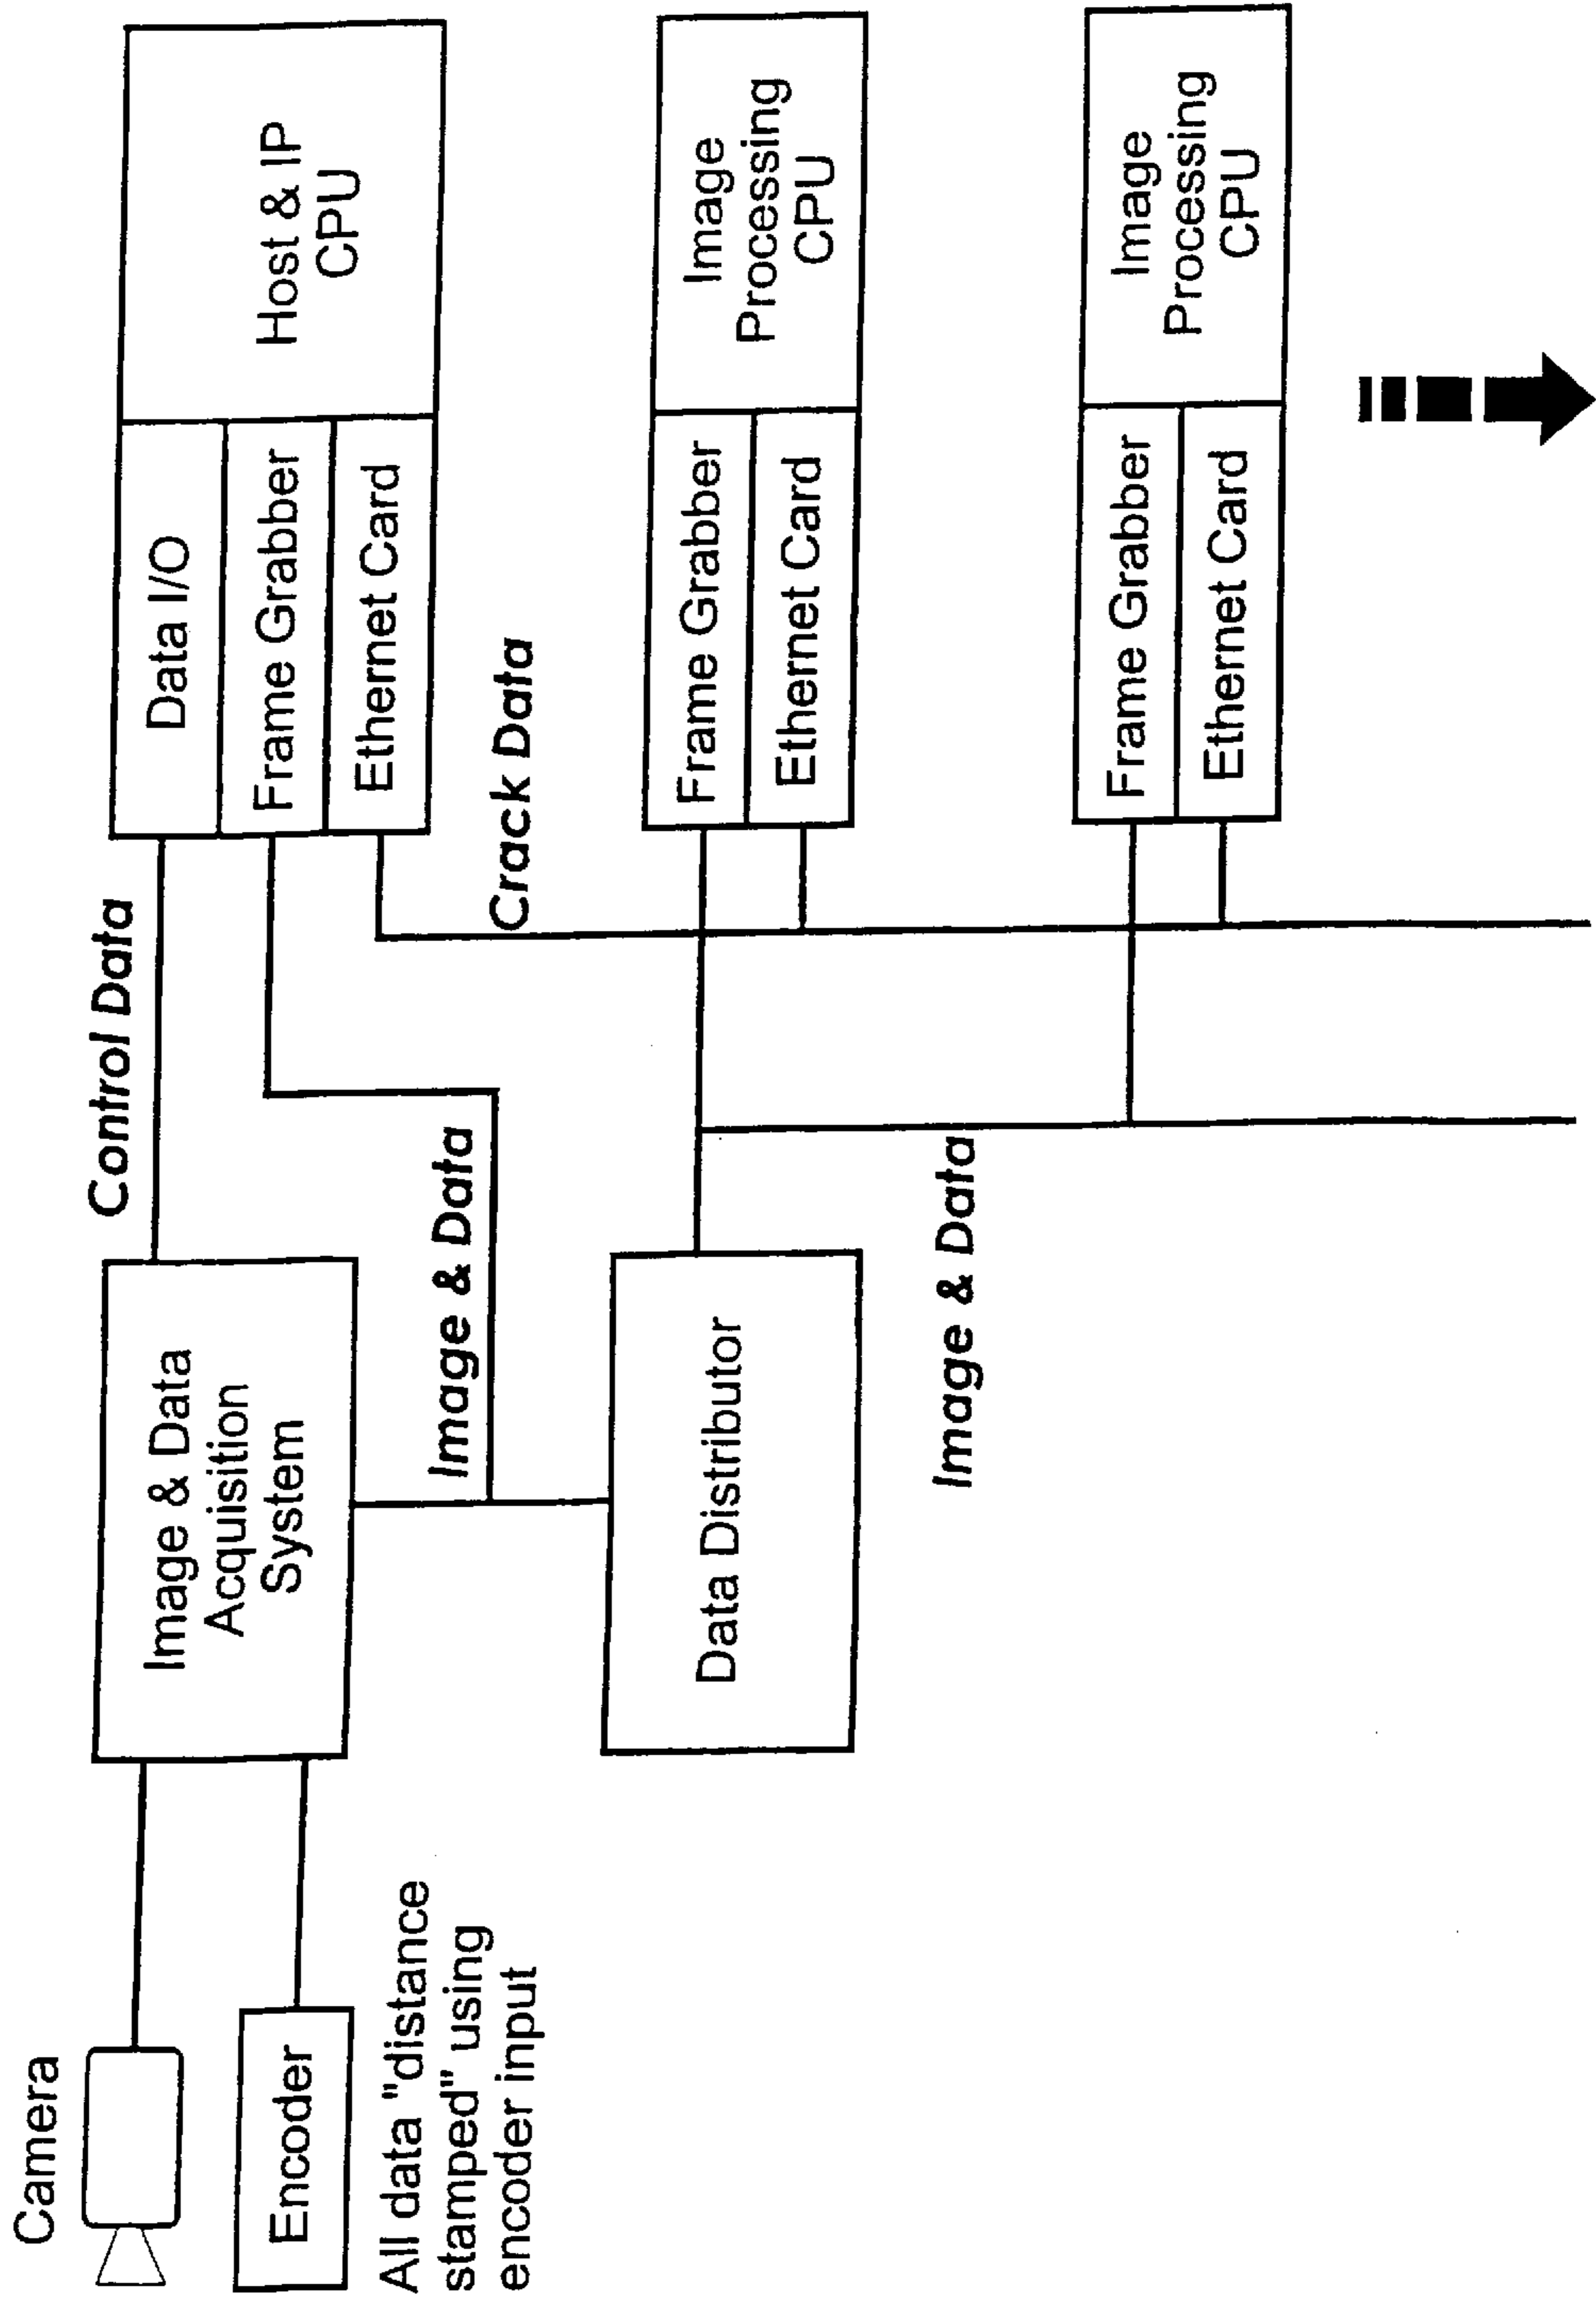 Camera
Encoder
All data "distance
stamped" using
encoder input
Image & Data
Acquisition
System
Control Data
Data I/O
Frame Grabber
Ethernet Card
Host & IP
CPU
Image & Data
Crack Data
Data Distributor
Frame Grabber
Ethernet Card
Image
Processing
CPU
Image & Data
Frame Grabber
Ethernet Card
Image
Processing
CPU